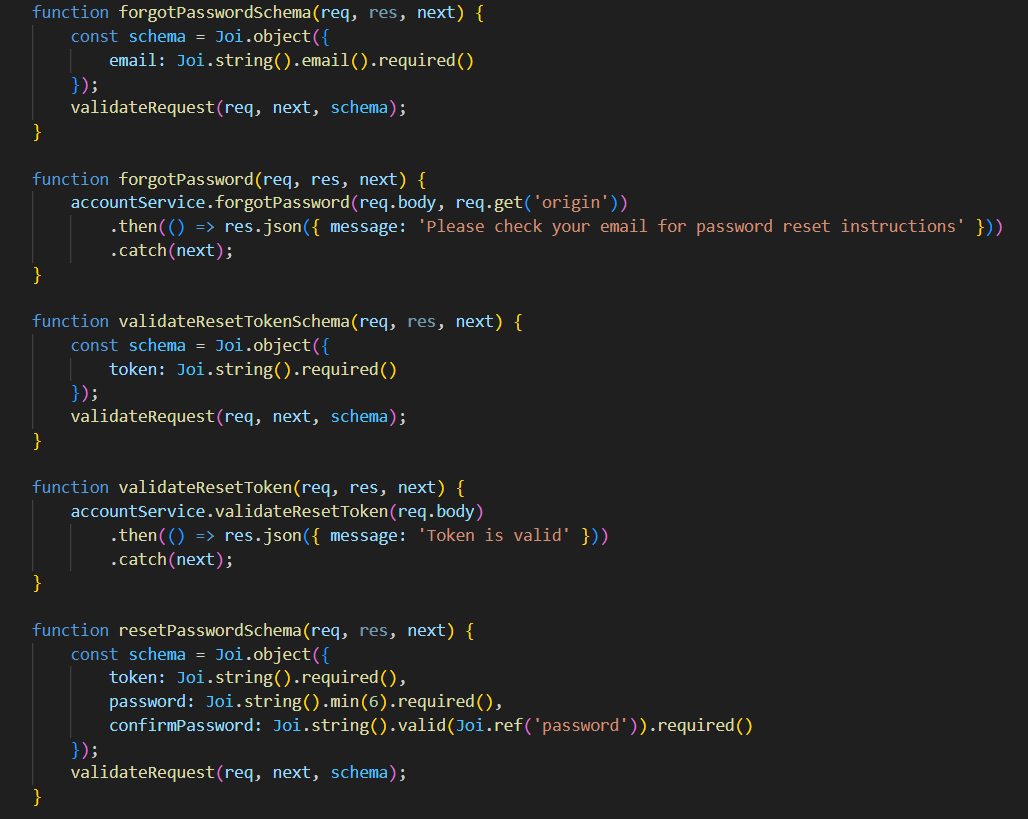 function forgotPasswordSchema(req, res, next) {
    const schema = Joi.object({
        email: Joi.string().email().required()
    });
    validateRequest(req, next, schema);
}

function forgotPassword(req, res, next) {
    accountService.forgotPassword(req.body, req.get('origin'))
        .then(() => res.json({ message: 'Please check your email for password reset instructions' }))
        .catch(next);
}

function validateResetTokenSchema(req, res, next) {
    const schema = Joi.object({
        token: Joi.string().required()
    });
    validateRequest(req, next, schema);
}

function validateResetToken(req, res, next) {
    accountService.validateResetToken(req.body)
        .then(() => res.json({ message: 'Token is valid' }))
        .catch(next);
}

function resetPasswordSchema(req, res, next) {
    const schema = Joi.object({
        token: Joi.string().required(),
        password: Joi.string().min(6).required(),
        confirmPassword: Joi.string().valid(Joi.ref('password')).required()
    });
    validateRequest(req, next, schema);
}